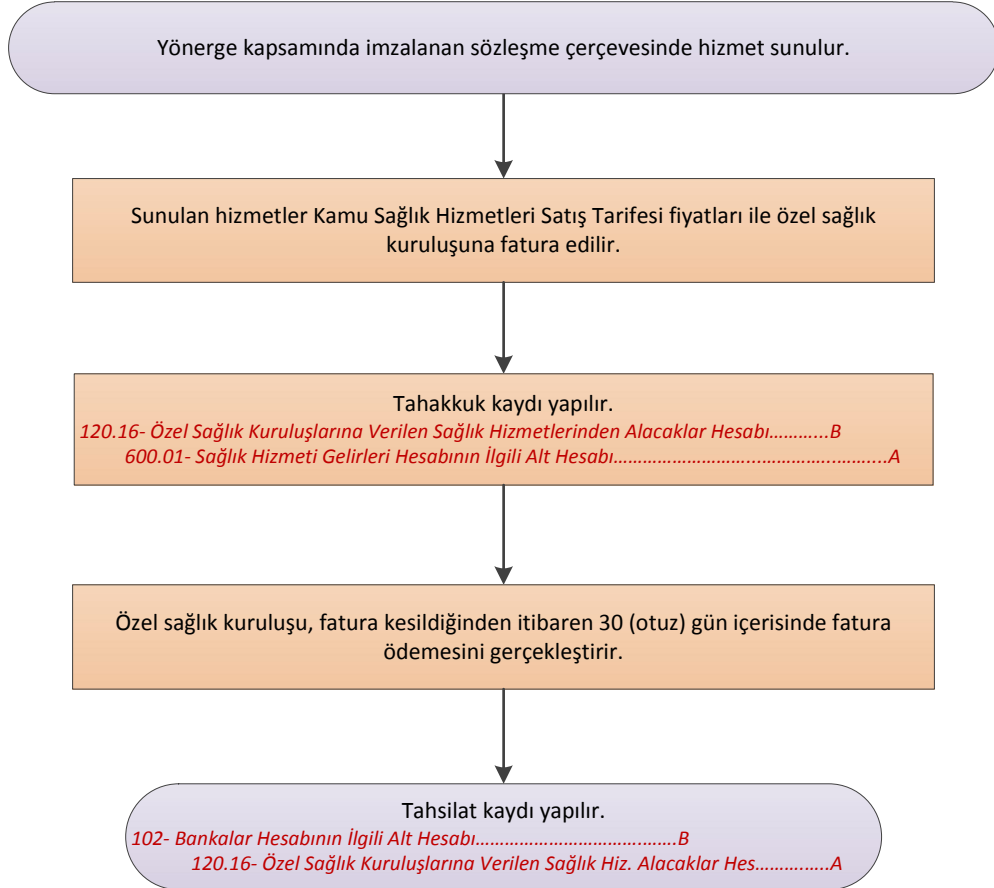 Yönerge kapsamında imzalanan sözleşme çerçevesinde hizmet sunulur.
Sunulan hizmetler Kamu Sağlık Hizmetleri Satış Tarifesi fiyatları ile özel sağlık
kuruluşuna fatura edilir.
Tahakkuk kaydı yapılır.
120.16- Özel Sağlık Kuruluşlarına Verilen Sağlık Hizmetlerinden Alacaklar Hesabı…………...B
600.01- Sağlık Hizmeti Gelirleri Hesabının İlgili Alt Hesabı………………………...…………..……....A
Özel sağlık kuruluşu, fatura kesildiğinden itibaren 30 (otuz) gün içerisinde fatura
ödemesini gerçekleştirir.
Tahsilat kaydı yapılır.
102- Bankalar Hesabının İlgili Alt Hesabı…………………………..…….B
120.16- Özel Sağlık Kuruluşlarına Verilen Sağlık Hiz. Alacaklar Hes……….…..A